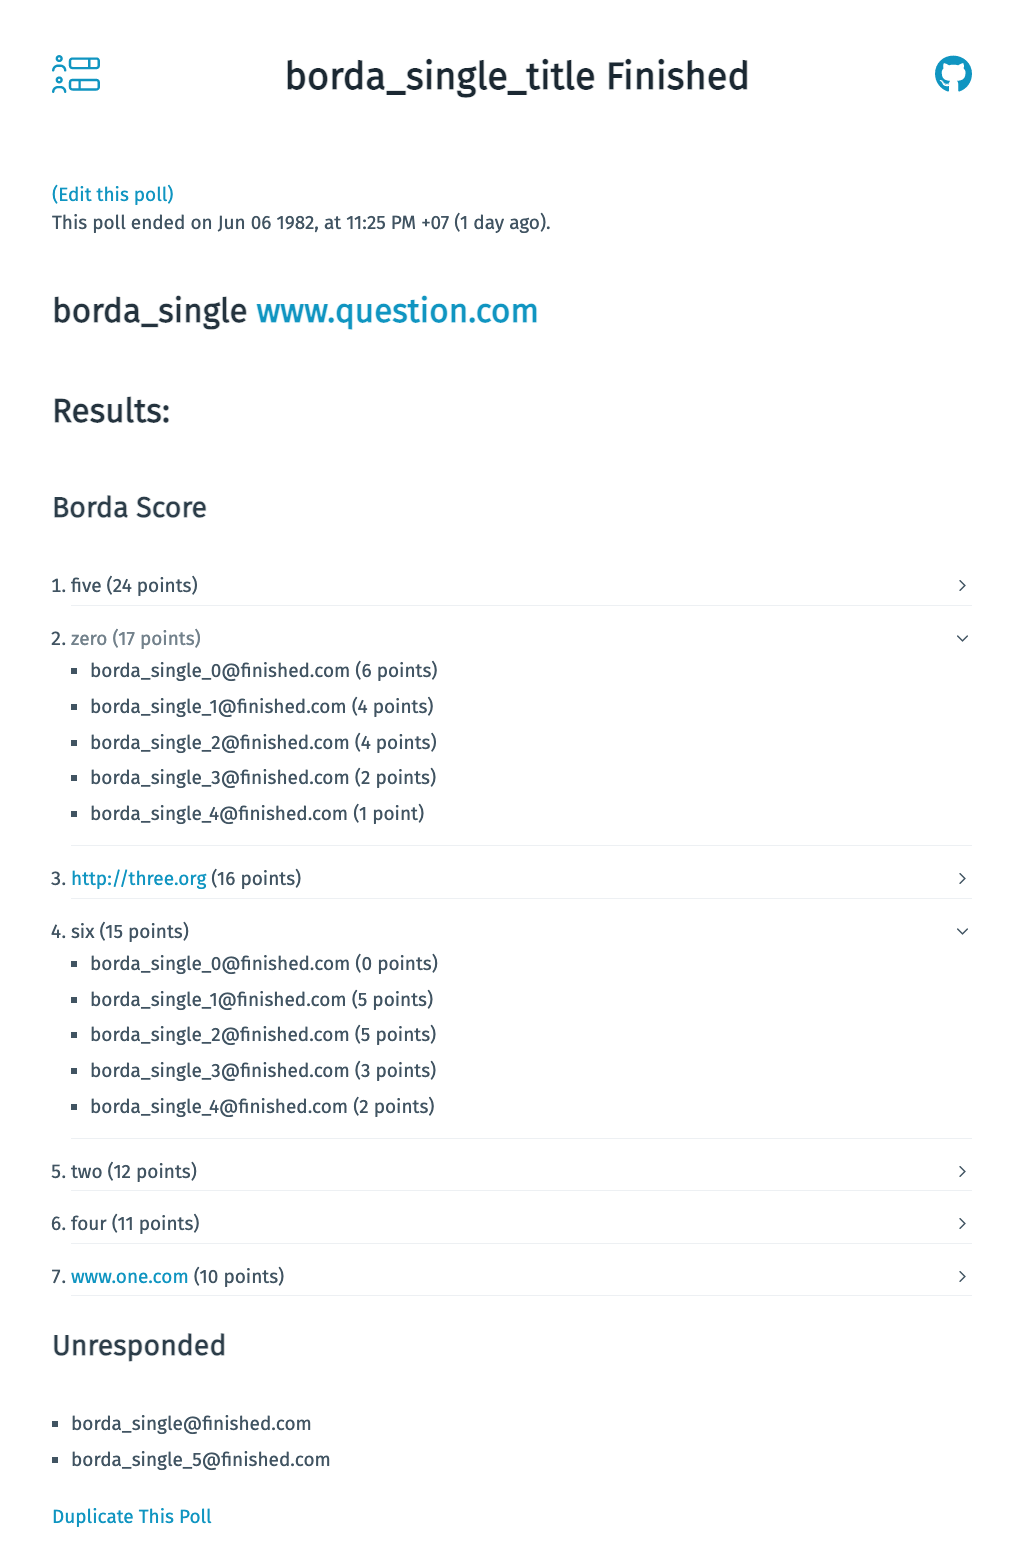 borda_single_title Finished
(Edit this poll)
This poll ended on Jun 06 1982, at 11:25 PM +07 (1 day ago).
borda_single www.question.com
Results:
Borda Score
1. five (24 points)
2. zero (17 points)
borda_single_0@finished.com (6 points)
borda_single_1@finished.com (4 points)
borda_single_2@finished.com (4 points)
borda_single_3@finished.com (2 points)
borda_single_4@finished.com (1 point)
3. http://three.org (16 points)
4. six (15 points)
borda_single_0@finished.com (0 points)
borda_single_1@finished.com (5 points)
borda_single_2@finished.com (5 points)
borda_single_3@finished.com (3 points)
borda_single_4@finished.com (2 points)
5. two (12 points)
6. four (11 points)
7. www.one.com (10 points)
Unresponded
borda_single@finished.com
borda_single_5@finished.com
Duplicate This Poll